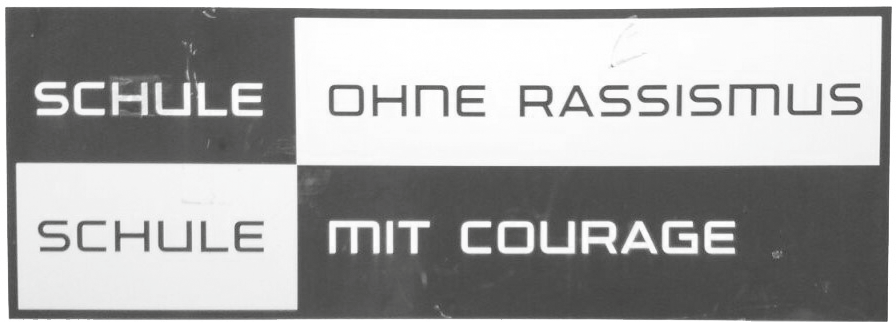 SCHULE OHNE RASSISMUS
SCHULE MIT COURAGE